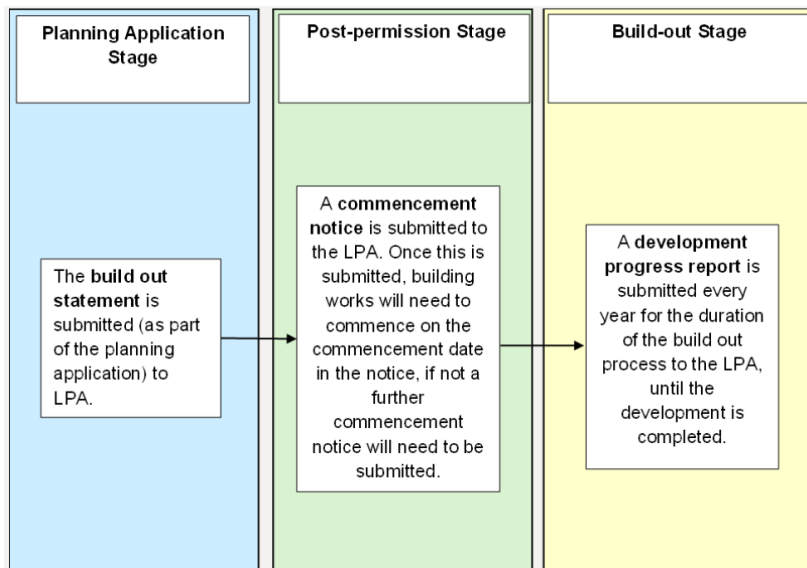 Planning Application
Stage
Post-permission Stage
Build-out Stage
The build out
statement is
submitted (as part
of the planning
application) to
LPA.
A commencement
notice is submitted to
the LPA. Once this is
submitted, building
works will need to
commence on the
commencement date
in the notice, if not a
further
commencement
notice will need to be
submitted.
A development
progress report is
submitted every
year for the duration
of the build out
process to the LPA,
until the
development is
completed.